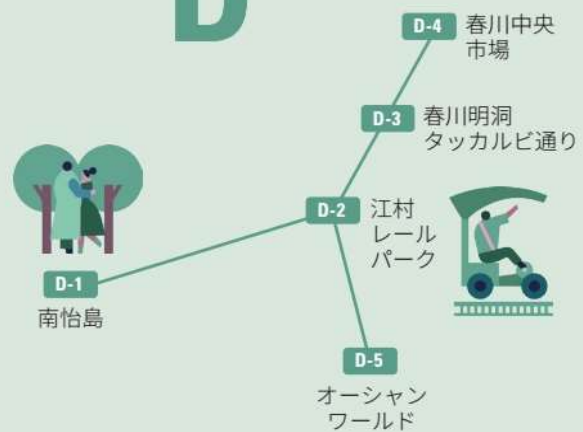 D
D-4
春川中央
市場
D-3
春川明洞
タッカルビ通り
D-2
江村
レール
パーク
D-1
南怡島
D-5
オーシャン
ワールド